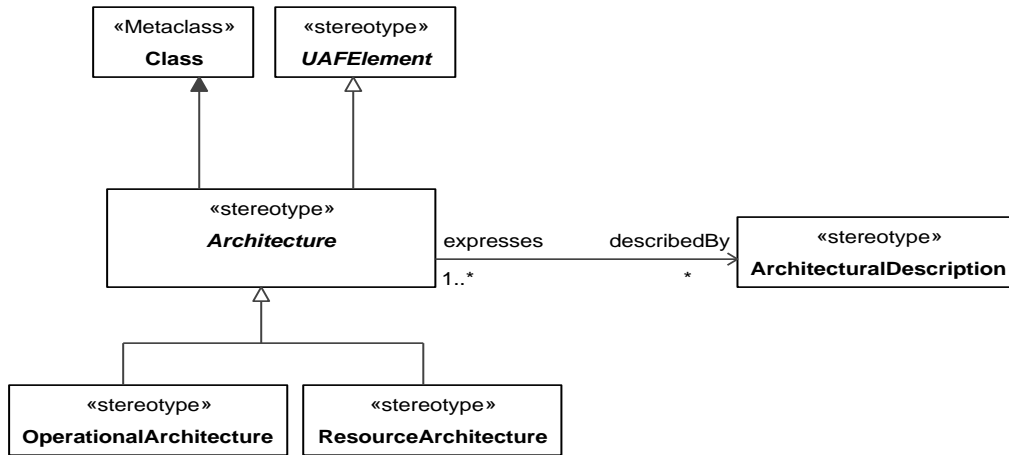 «Metaclass»
Class
«stereotype»
UAFElement
«stereotype»
Architecture
expresses
describedBy
1..*
*
«stereotype»
ArchitecturalDescription
«stereotype»
OperationalArchitecture
«stereotype»
ResourceArchitecture